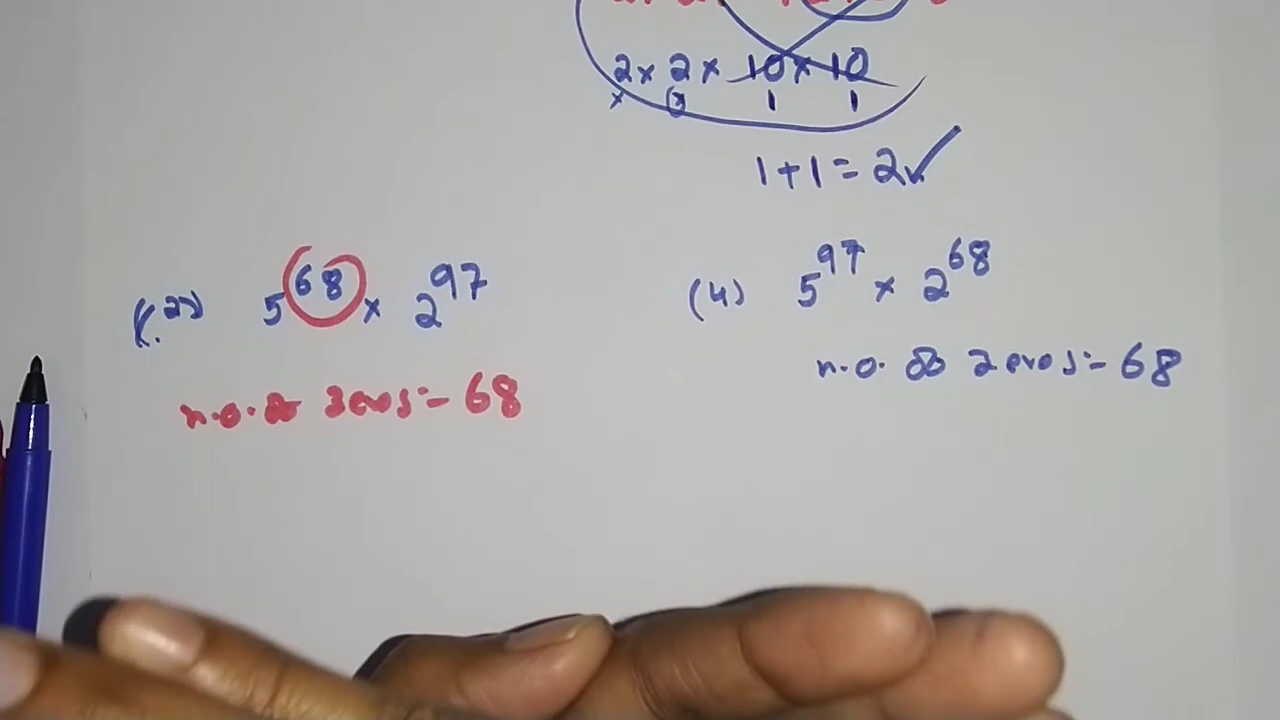 2 x 2 x 10 x 10
x x 1 1
1 + 1 = 2 ✓
5^68 x 2^97
(4) 5^97 x 2^68
n.o. of zeros :- 68
n.o. of zeros :- 68